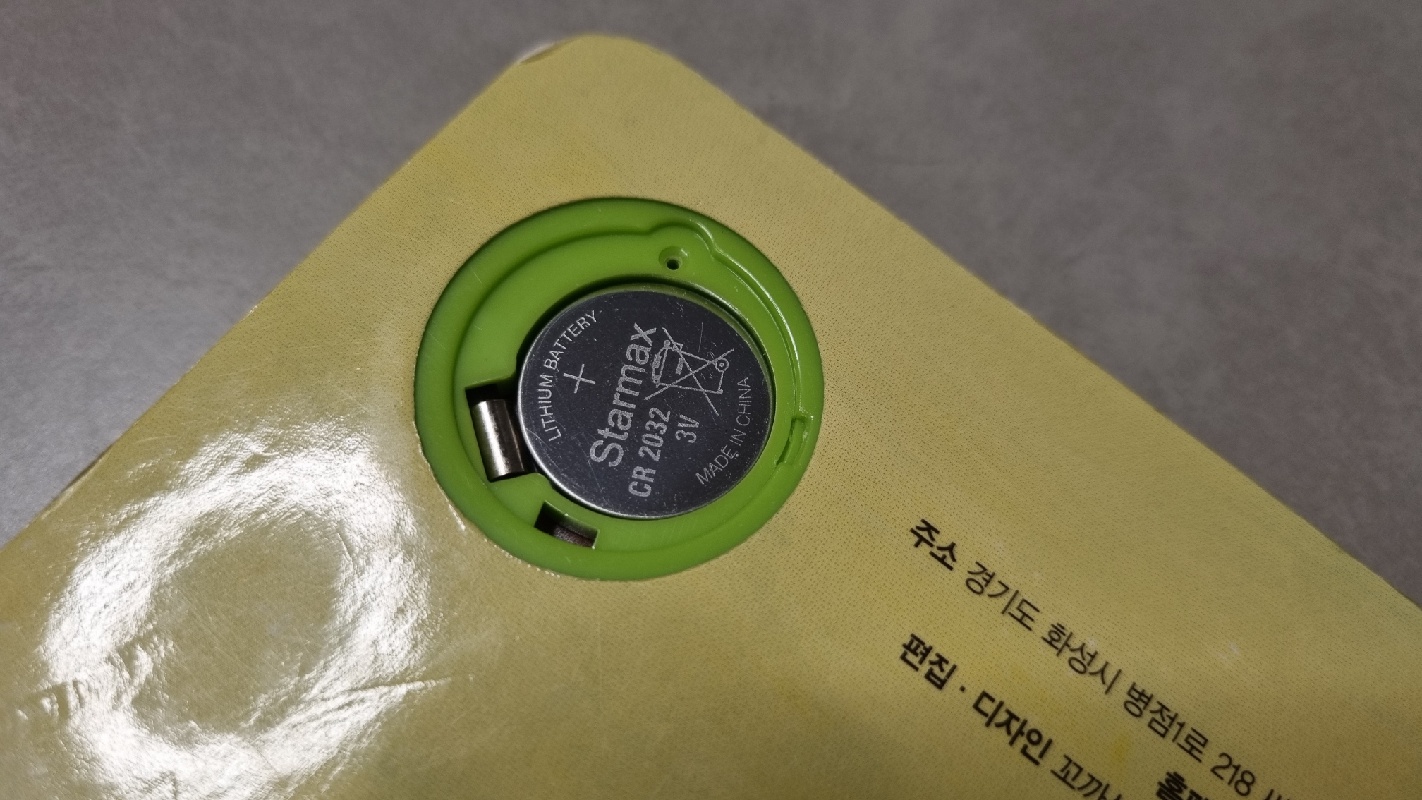 LITHIUM BATTERY
+
Starmax
CR 2032
3V
MADE IN CHINA
주소 경기도 화성시 병점1로 218
편집 · 디자인